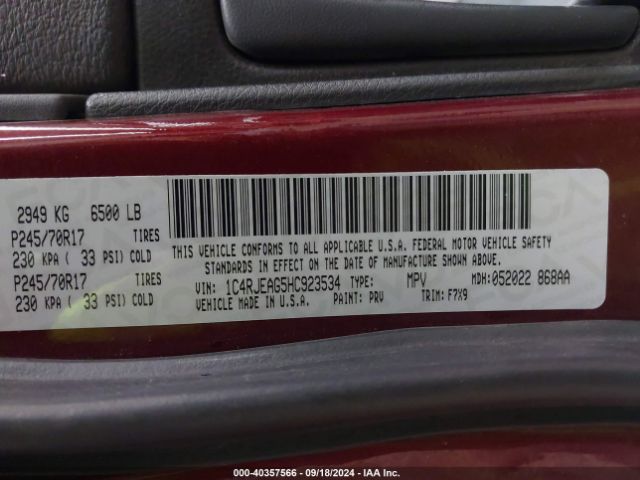 2949 KG 6500 LB
P245/70R17 TIRES
230 KPA ( 33 PSI) COLD
P245/70R17 TIRES
230 KPA ( 33 PSI) COLD
THIS VEHICLE CONFORMS TO ALL APPLICABLE U.S.A. FEDERAL MOTOR VEHICLE SAFETY
STANDARDS IN EFFECT ON THE DATE OF MANUFACTURE SHOWN ABOVE.
VIN: 1C4RJEAG5HC923534 TYPE: MPV MDH: 052022 868AA
VEHICLE MADE IN U.S.A. PAINT: PRV TRIM: F7X9
CS - 40357566 - 09/18/2024 - IAA Inc.